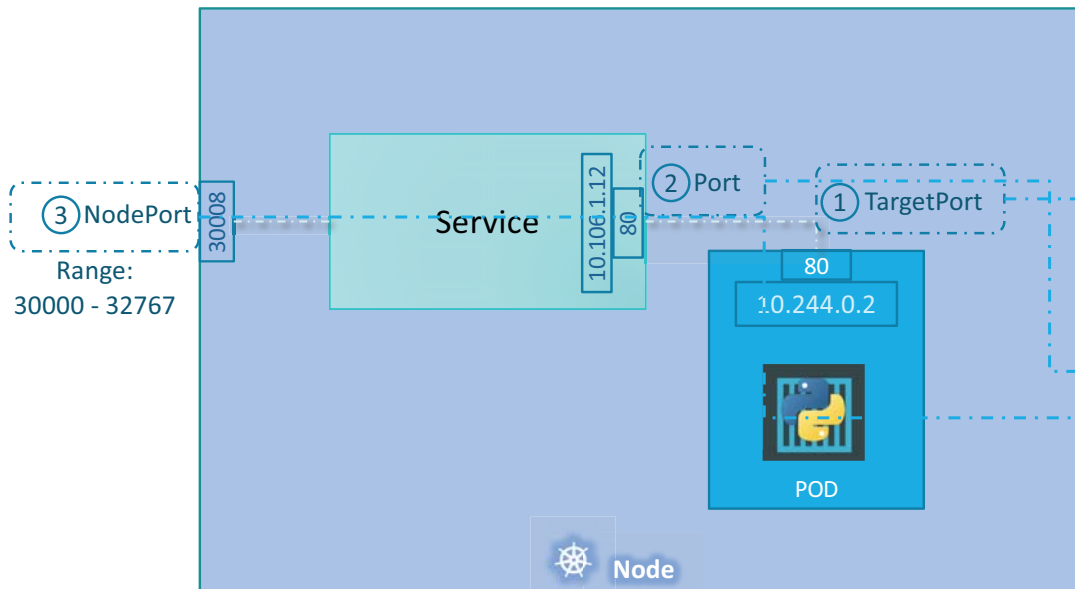 3 NodePort
Range:
30000 - 32767
30008
Service
10.106.1.12
80
2 Port
1 TargetPort
80
10.244.0.2
POD
Node